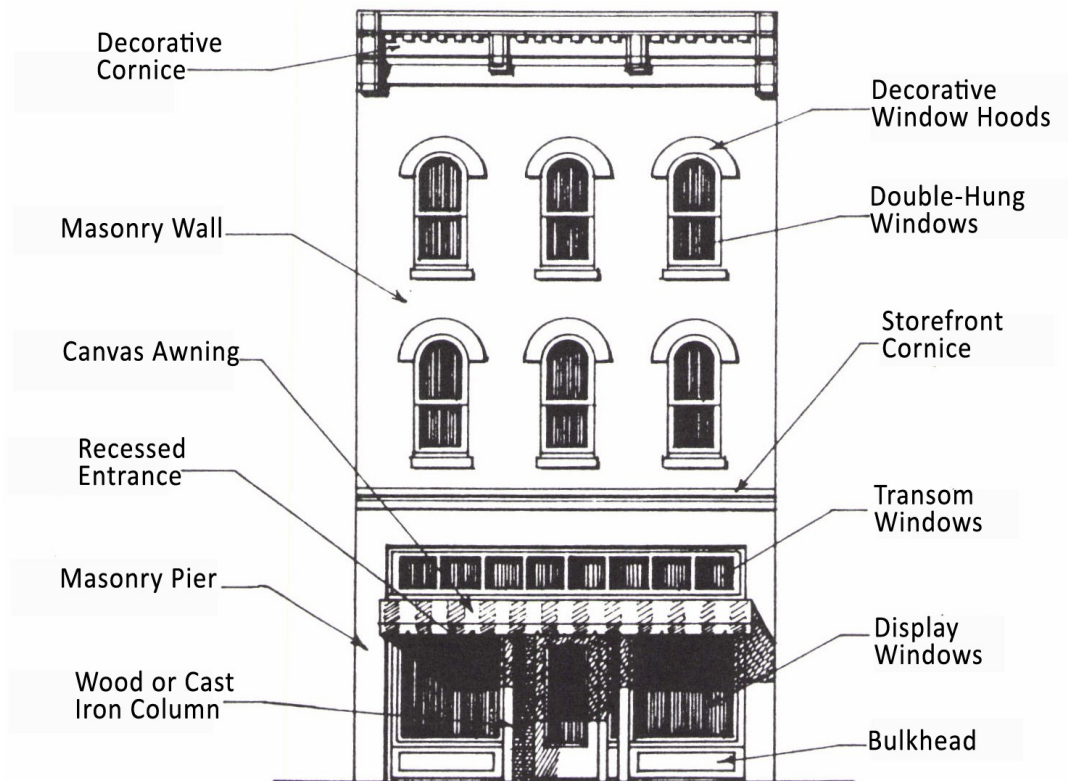 Decorative
Cornice
Masonry Wall
Canvas Awning
Recessed
Entrance
Masonry Pier
Wood or Cast
Iron Column
Decorative
Window Hoods
Double-Hung
Windows
Storefront
Cornice
Transom
Windows
Display
Windows
Bulkhead